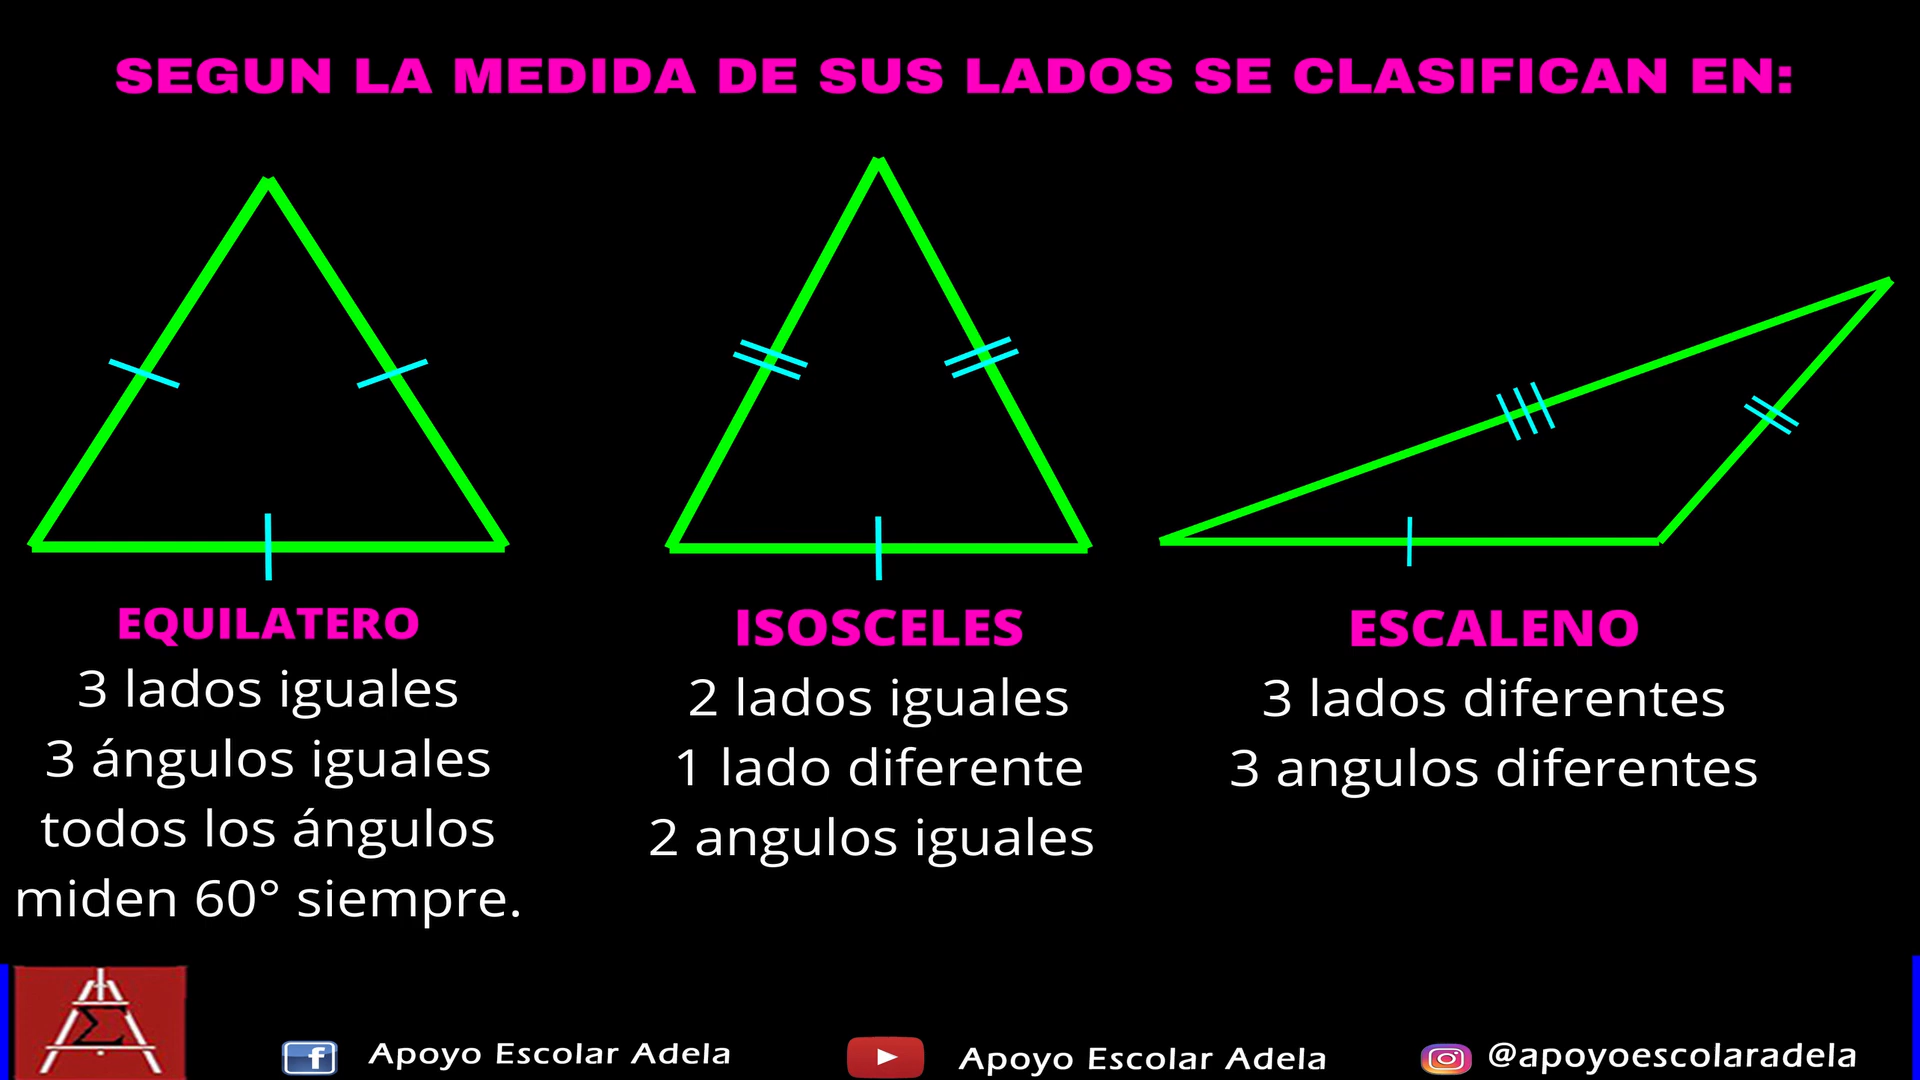 SEGUN LA MEDIDA DE SUS LADOS SE CLASIFICAN EN:
EQUILATERO
3 lados iguales
3 ángulos iguales
todos los ángulos
miden 60° siempre.
ISOSCELES
2 lados iguales
1 lado diferente
2 angulos iguales
ESCALENO
3 lados diferentes
3 angulos diferentes
Σ
f Apoyo Escolar Adela
Apoyo Escolar Adela
@apoyoescolaradela